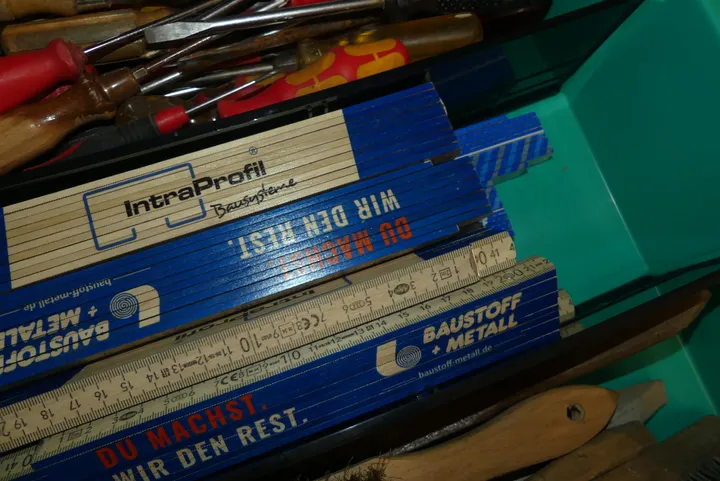 IntraProfil®
Bausysteme
DU MACHST.
WIR DEN REST.
baustoff-metall.de
BAUSTOFF
+ METALL
BAUSTOFF
+ METALL
baustoff-metall.de
DU MACHST.
WIR DEN REST.